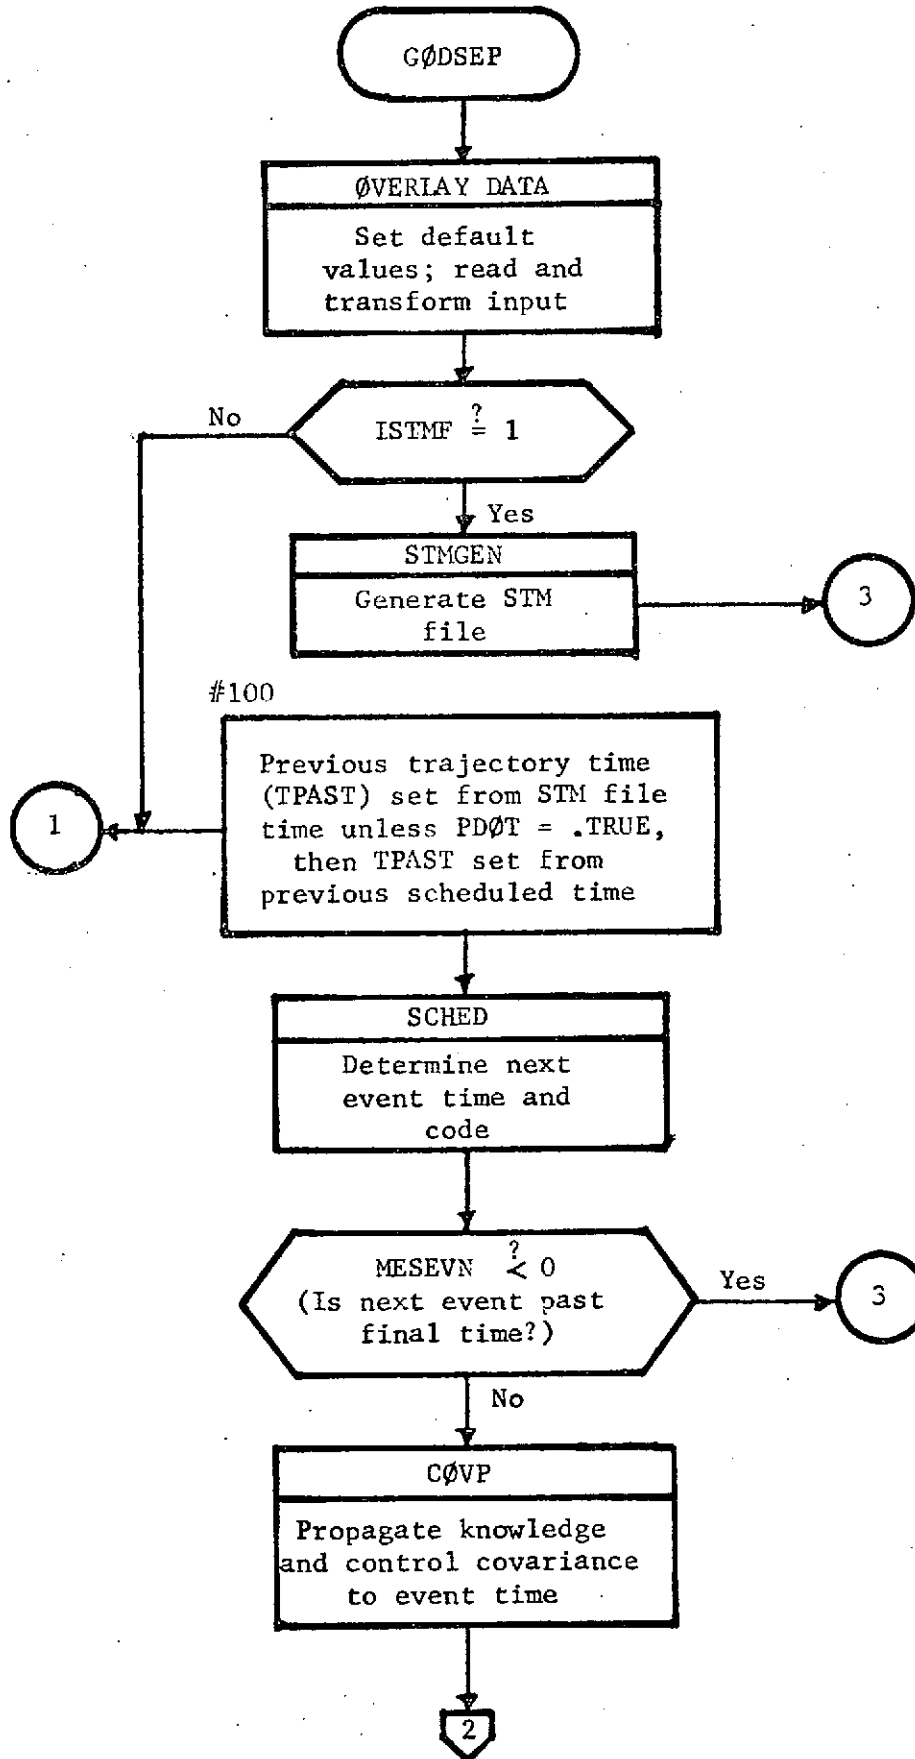 GØDSEP
ØVERLAY DATA
Set default
values; read and
transform input
No
ISTMF ?= 1
Yes
STMGEN
Generate STM
file
3
#100
Previous trajectory time
(TPAST) set from STM file
time unless PDØT = .TRUE,
then TPAST set from
previous scheduled time
1
SCHED
Determine next
event time and
code
MESEVN ?< 0
(Is next event past
final time?)
Yes
3
No
CØVP
Propagate knowledge
and control covariance
to event time
2